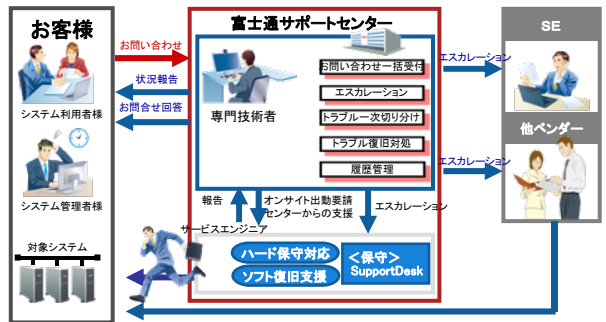 お客様
システム利用者様
システム管理者様
対象システム
お問い合わせ
状況報告
お問合せ回答
富士通サポートセンター
専門技術者
お問い合わせ一括受付
エスカレーション
トラブル一次切り分け
トラブル復旧対処
履歴管理
エスカレーション
SE
他ベンダー
エスカレーション
報告
オンサイト出動要請
センターからの支援
エスカレーション
サービスエンジニア
ハード保守対応
ソフト復旧支援
＜保守＞
SupportDesk